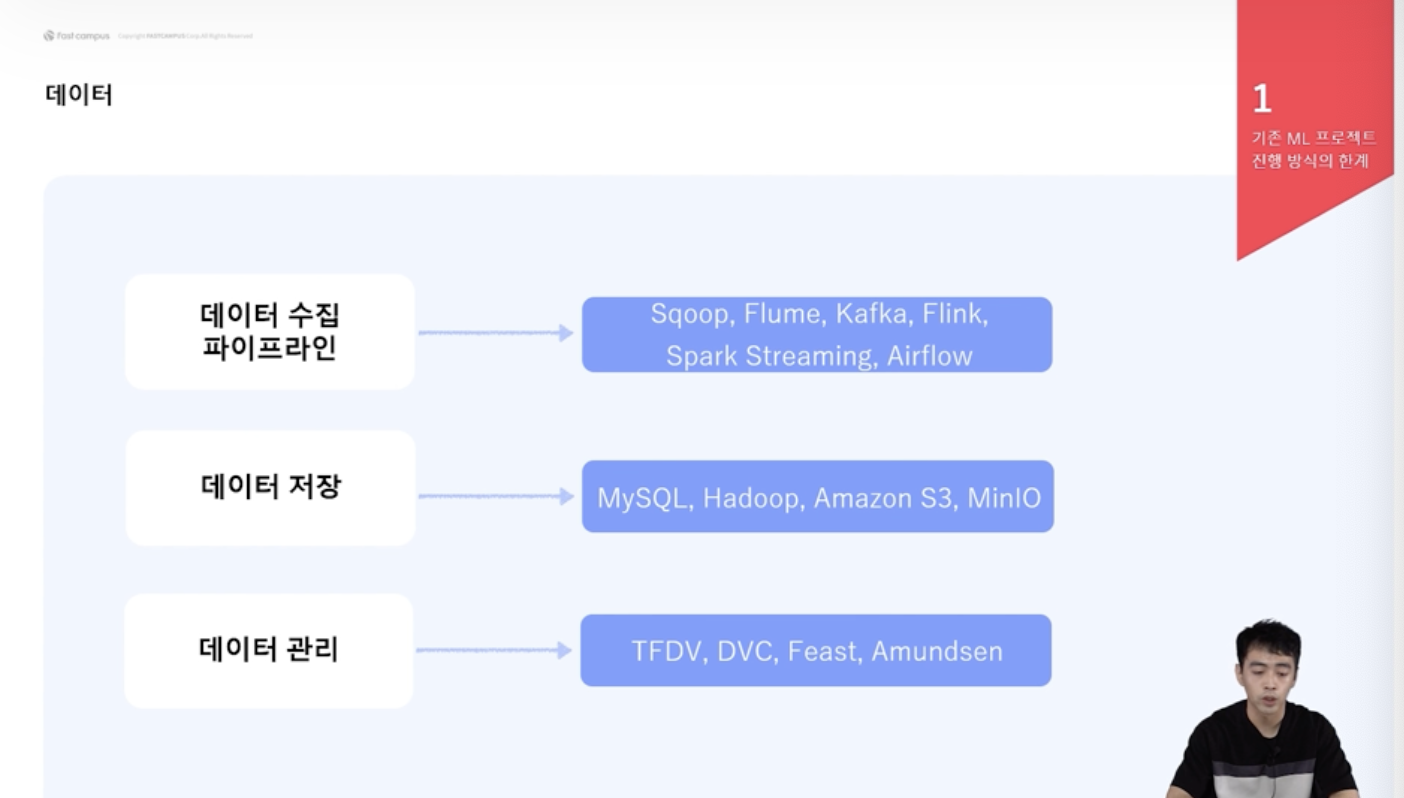 fast campus Copyright FASTCAMPUS Corp. All Rights Reserved
데이터
1
기존 ML 프로젝트
진행 방식의 한계
데이터 수집
파이프라인
Sqoop, Flume, Kafka, Flink,
Spark Streaming, Airflow
데이터 저장
MySQL, Hadoop, Amazon S3, MinIO
데이터 관리
TFDV, DVC, Feast, Amundsen